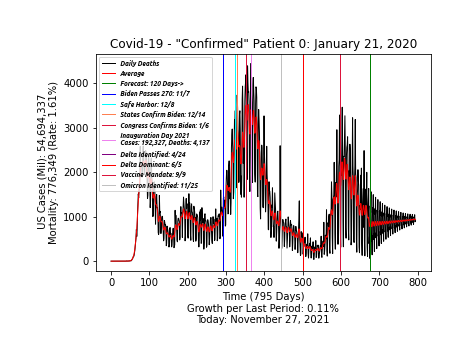 Covid-19 - "Confirmed" Patient 0: January 21, 2020
US Cases (Mil): 54,694,337
Mortality: 776,349 (Rate: 1.61%)
4000
3000
2000
1000
0
Daily Deaths
Average
Forecast: 120 Days->
Biden Passes 270: 11/7
Safe Harbor: 12/8
States Confirm Biden: 12/14
Congress Confirms Biden: 1/6
Inauguration Day 2021
Cases: 192,327, Deaths: 4,137
Delta Identified: 4/24
Delta Dominant: 6/5
Vaccine Mandate: 9/9
Omicron Identified: 11/25
0 100 200 300 400 500 600 700 800
Time (795 Days)
Growth per Last Period: 0.11%
Today: November 27, 2021